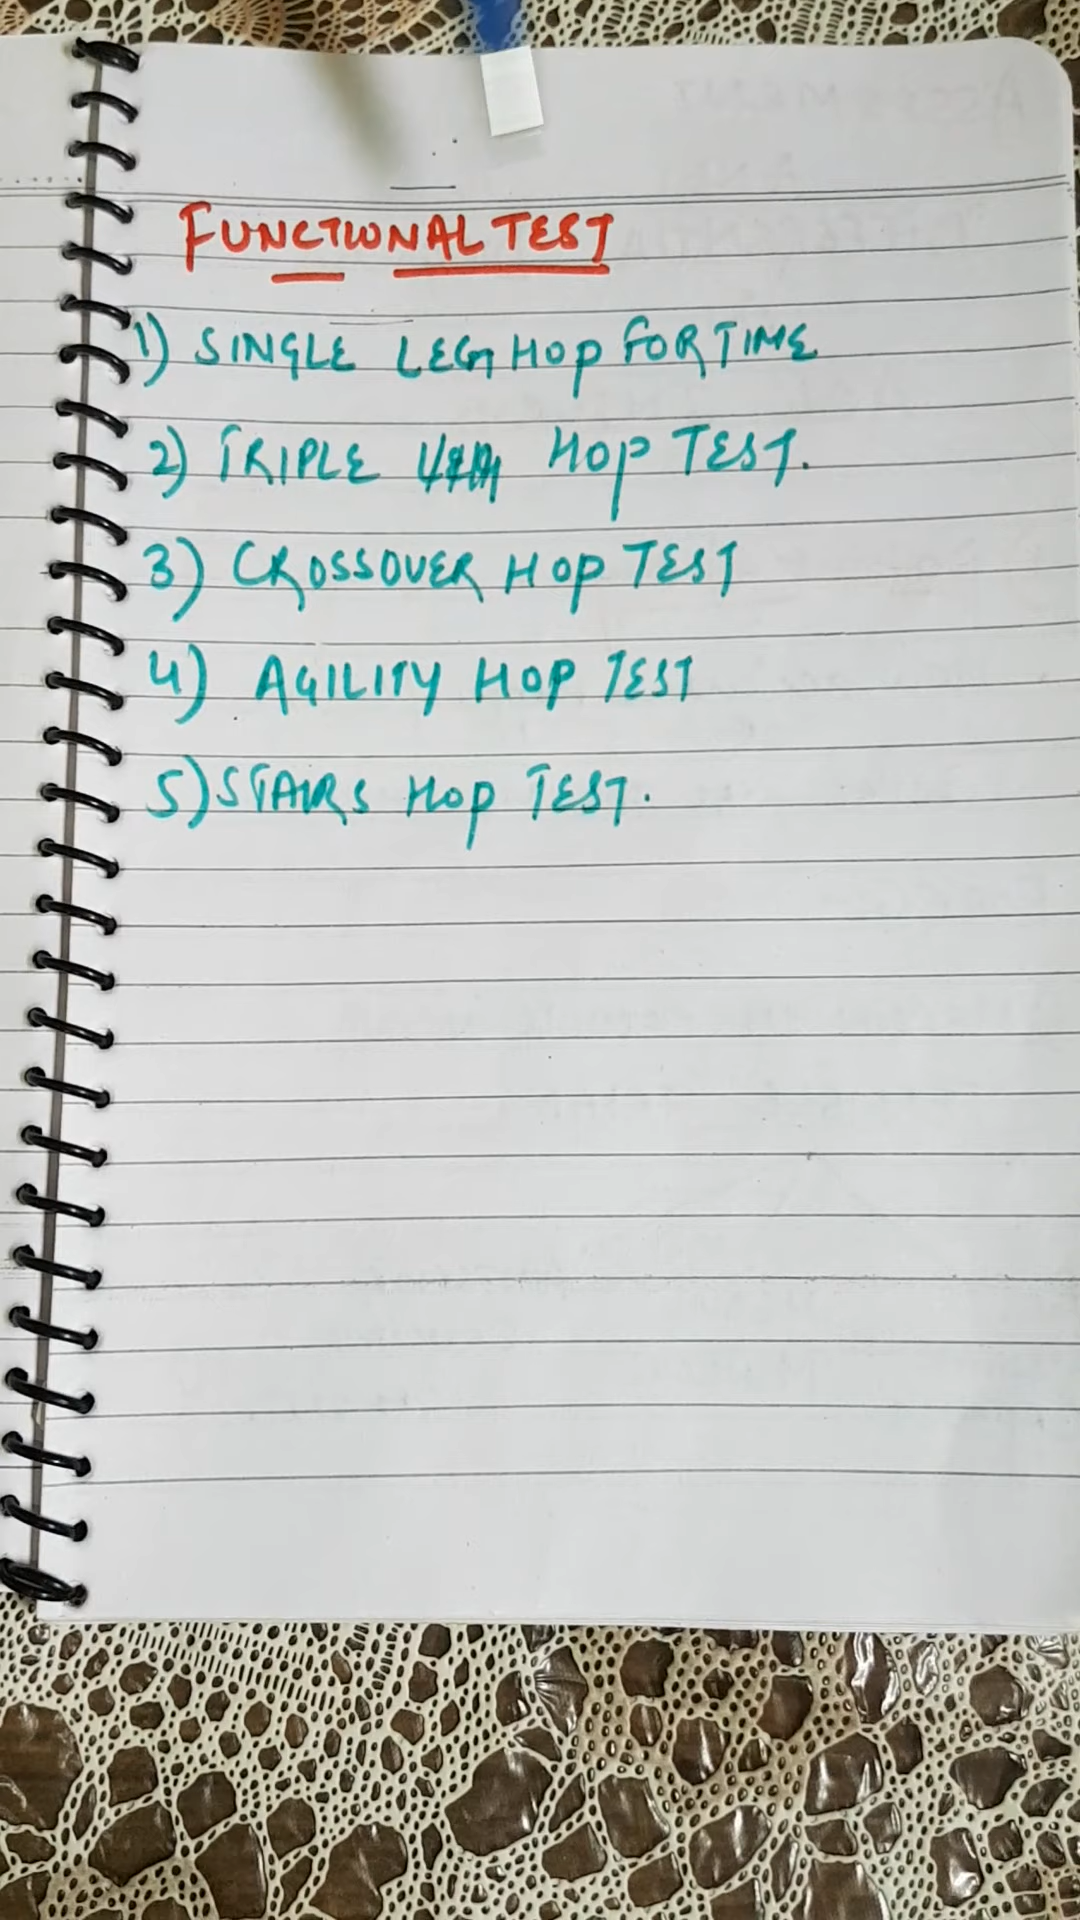 FUNCTIONAL TEST
1) SINGLE LEG HOP FOR TIME
2) TRIPLE HOP TEST.
3) CROSSOVER HOP TEST
4) AGILITY HOP TEST
5) STAIRS HOP TEST.